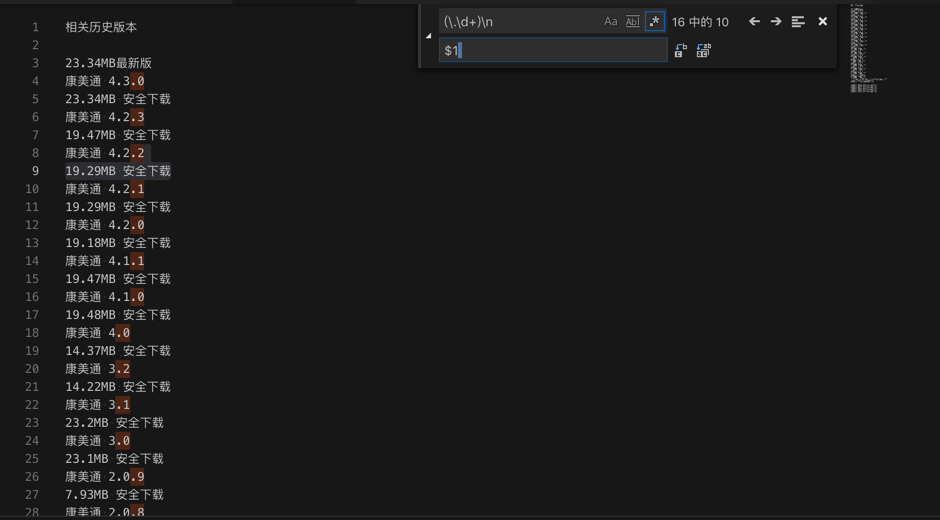 (\.\d+)\n Aa Abl .* 16 中的 10
$1
1 相关历史版本
2
3 23.34MB最新版
4 康美通 4.3.0
5 23.34MB 安全下载
6 康美通 4.2.3
7 19.47MB 安全下载
8 康美通 4.2.2
9 19.29MB 安全下载
10 康美通 4.2.1
11 19.29MB 安全下载
12 康美通 4.2.0
13 19.18MB 安全下载
14 康美通 4.1.1
15 19.47MB 安全下载
16 康美通 4.1.0
17 19.48MB 安全下载
18 康美通 4.0
19 14.37MB 安全下载
20 康美通 3.2
21 14.22MB 安全下载
22 康美通 3.1
23 23.2MB 安全下载
24 康美通 3.0
25 23.1MB 安全下载
26 康美通 2.0.9
27 7.93MB 安全下载
28 康美通 2.0.8